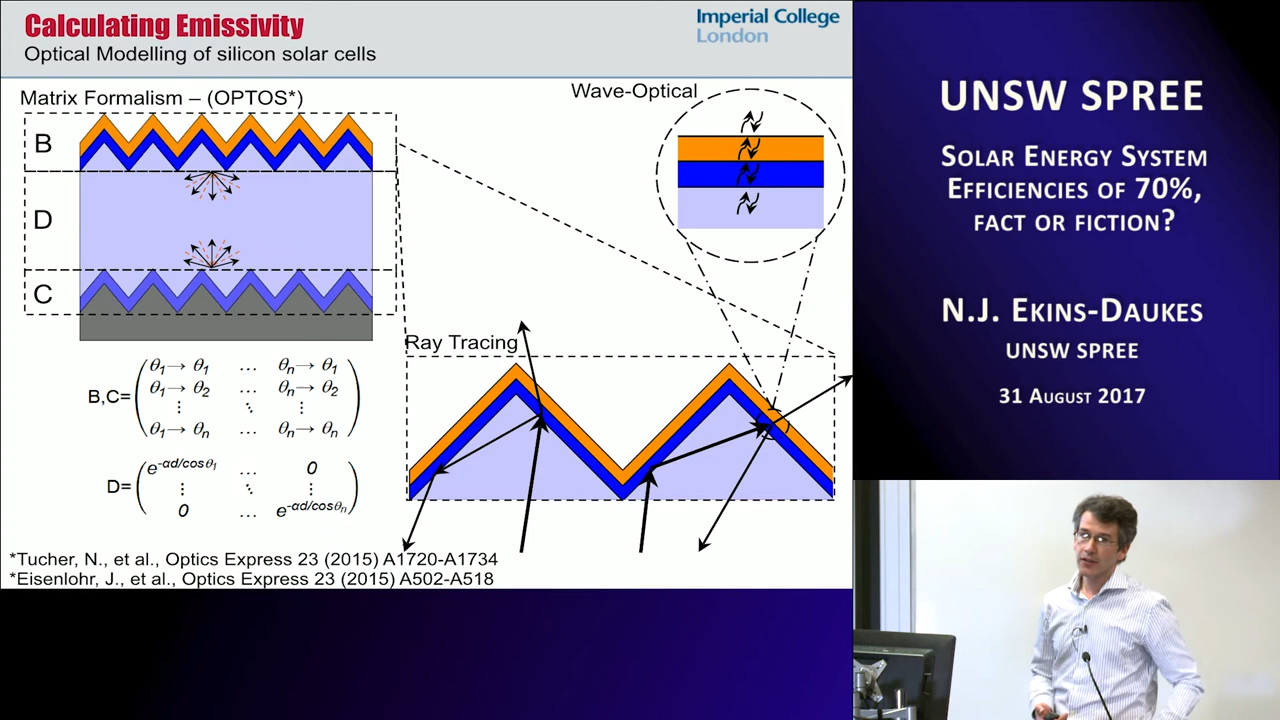 Calculating Emissivity
Optical Modelling of silicon solar cells
Imperial College
London
Matrix Formalism – (OPTOS*)
B
D
C
Wave-Optical
Ray Tracing
B,C= θ₁→ θ₁ ... θₙ→ θ₁
θ₁→ θ₂ ... θₙ→ θ₂
⋮ ⋱ ⋮
θ₁→ θₙ ... θₙ→ θₙ
D= e^-αd/cosθ₁ ... 0
⋮ ⋱ ⋮
0 ... e^-αd/cosθₙ
*Tucher, N., et al., Optics Express 23 (2015) A1720-A1734
*Eisenlohr, J., et al., Optics Express 23 (2015) A502-A518
UNSW SPREE
Solar Energy System
Efficiencies of 70%,
fact or fiction?
N.J. Ekins-Daukes
UNSW SPREE
31 August 2017